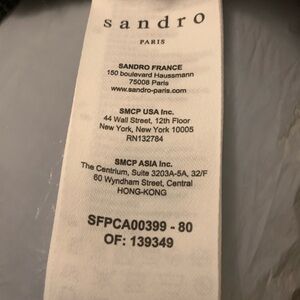 sandro
PARIS
SANDRO FRANCE
150 boulevard Haussmann
75008 Paris
www.sandro-paris.com
SMCP USA Inc.
44 Wall Street, 12th Floor
New York, New York 10005
RN132784
SMCP ASIA Inc.
The Centrium, Suite 3203A-5A, 32/F
60 Wyndham Street, Central
HONG-KONG
SFPCA00399 - 80
OF: 139349